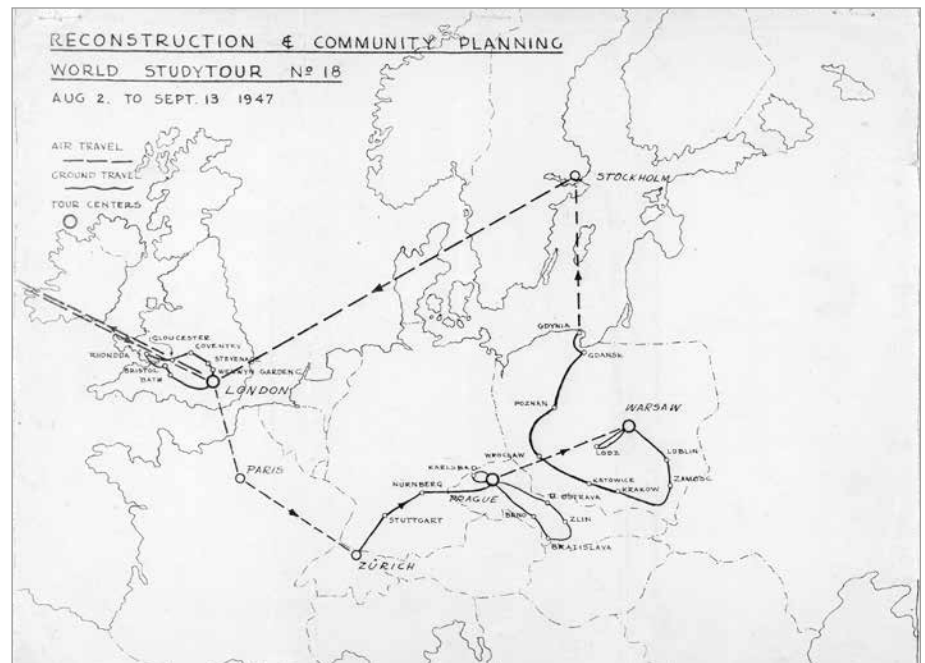 RECONSTRUCTION & COMMUNITY PLANNING
WORLD STUDYTOUR Nº 18
AUG 2. TO SEPT. 13 1947
AIR TRAVEL
GROUND TRAVEL
TOUR CENTERS
STOCKHOLM
GDYNIA
GDANSK
GLOUCESTER
COVENTRY
RHONDDA
STEVENAGE
BRISTOL
WELWYN GARDEN C.
BATH
LONDON
POZNAN
WARSAW
WROCLAW
LODZ
LUBLIN
PARIS
KARLSBAD
NURNBERG
PRAGUE
KATOWICE
KRAKOW
ZAMOSC
M. OSTRAVA
STUTTGART
BRNO
ZLIN
BRATISLAVA
ZÜRICH